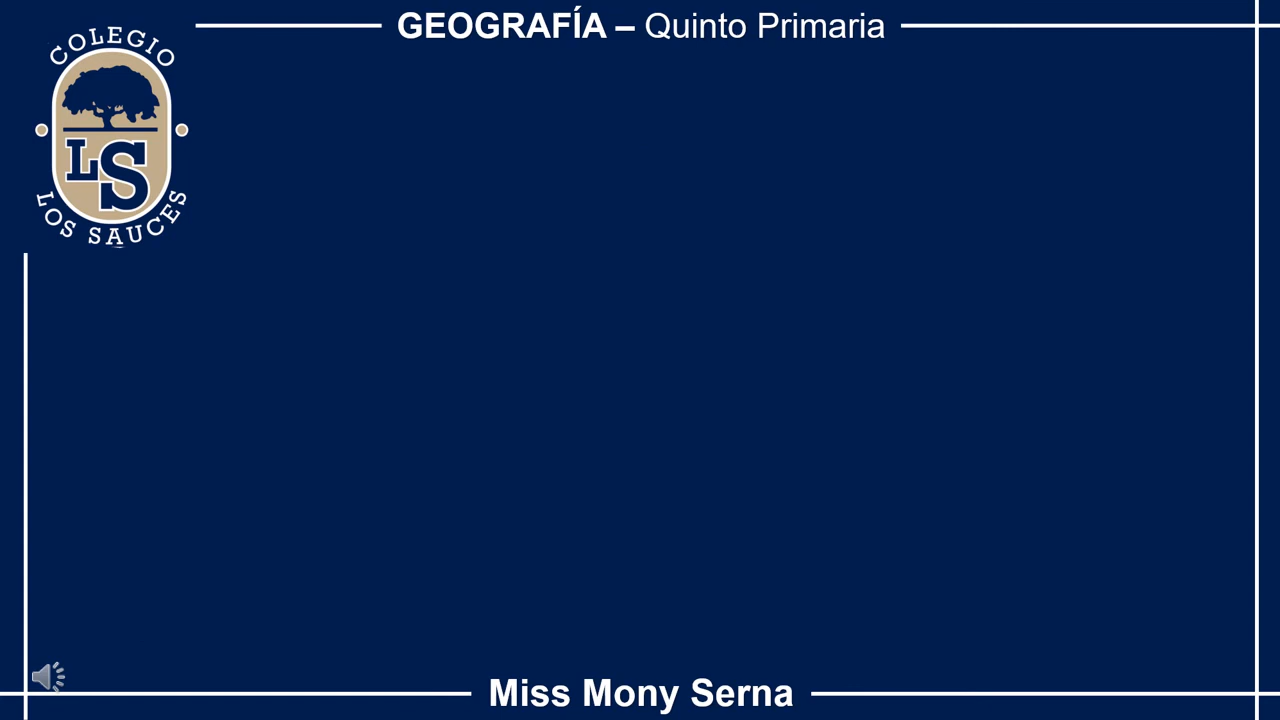 GEOGRAFÍA – Quinto Primaria
COLEGIO
LS
LOS SAUCES
Miss Mony Serna